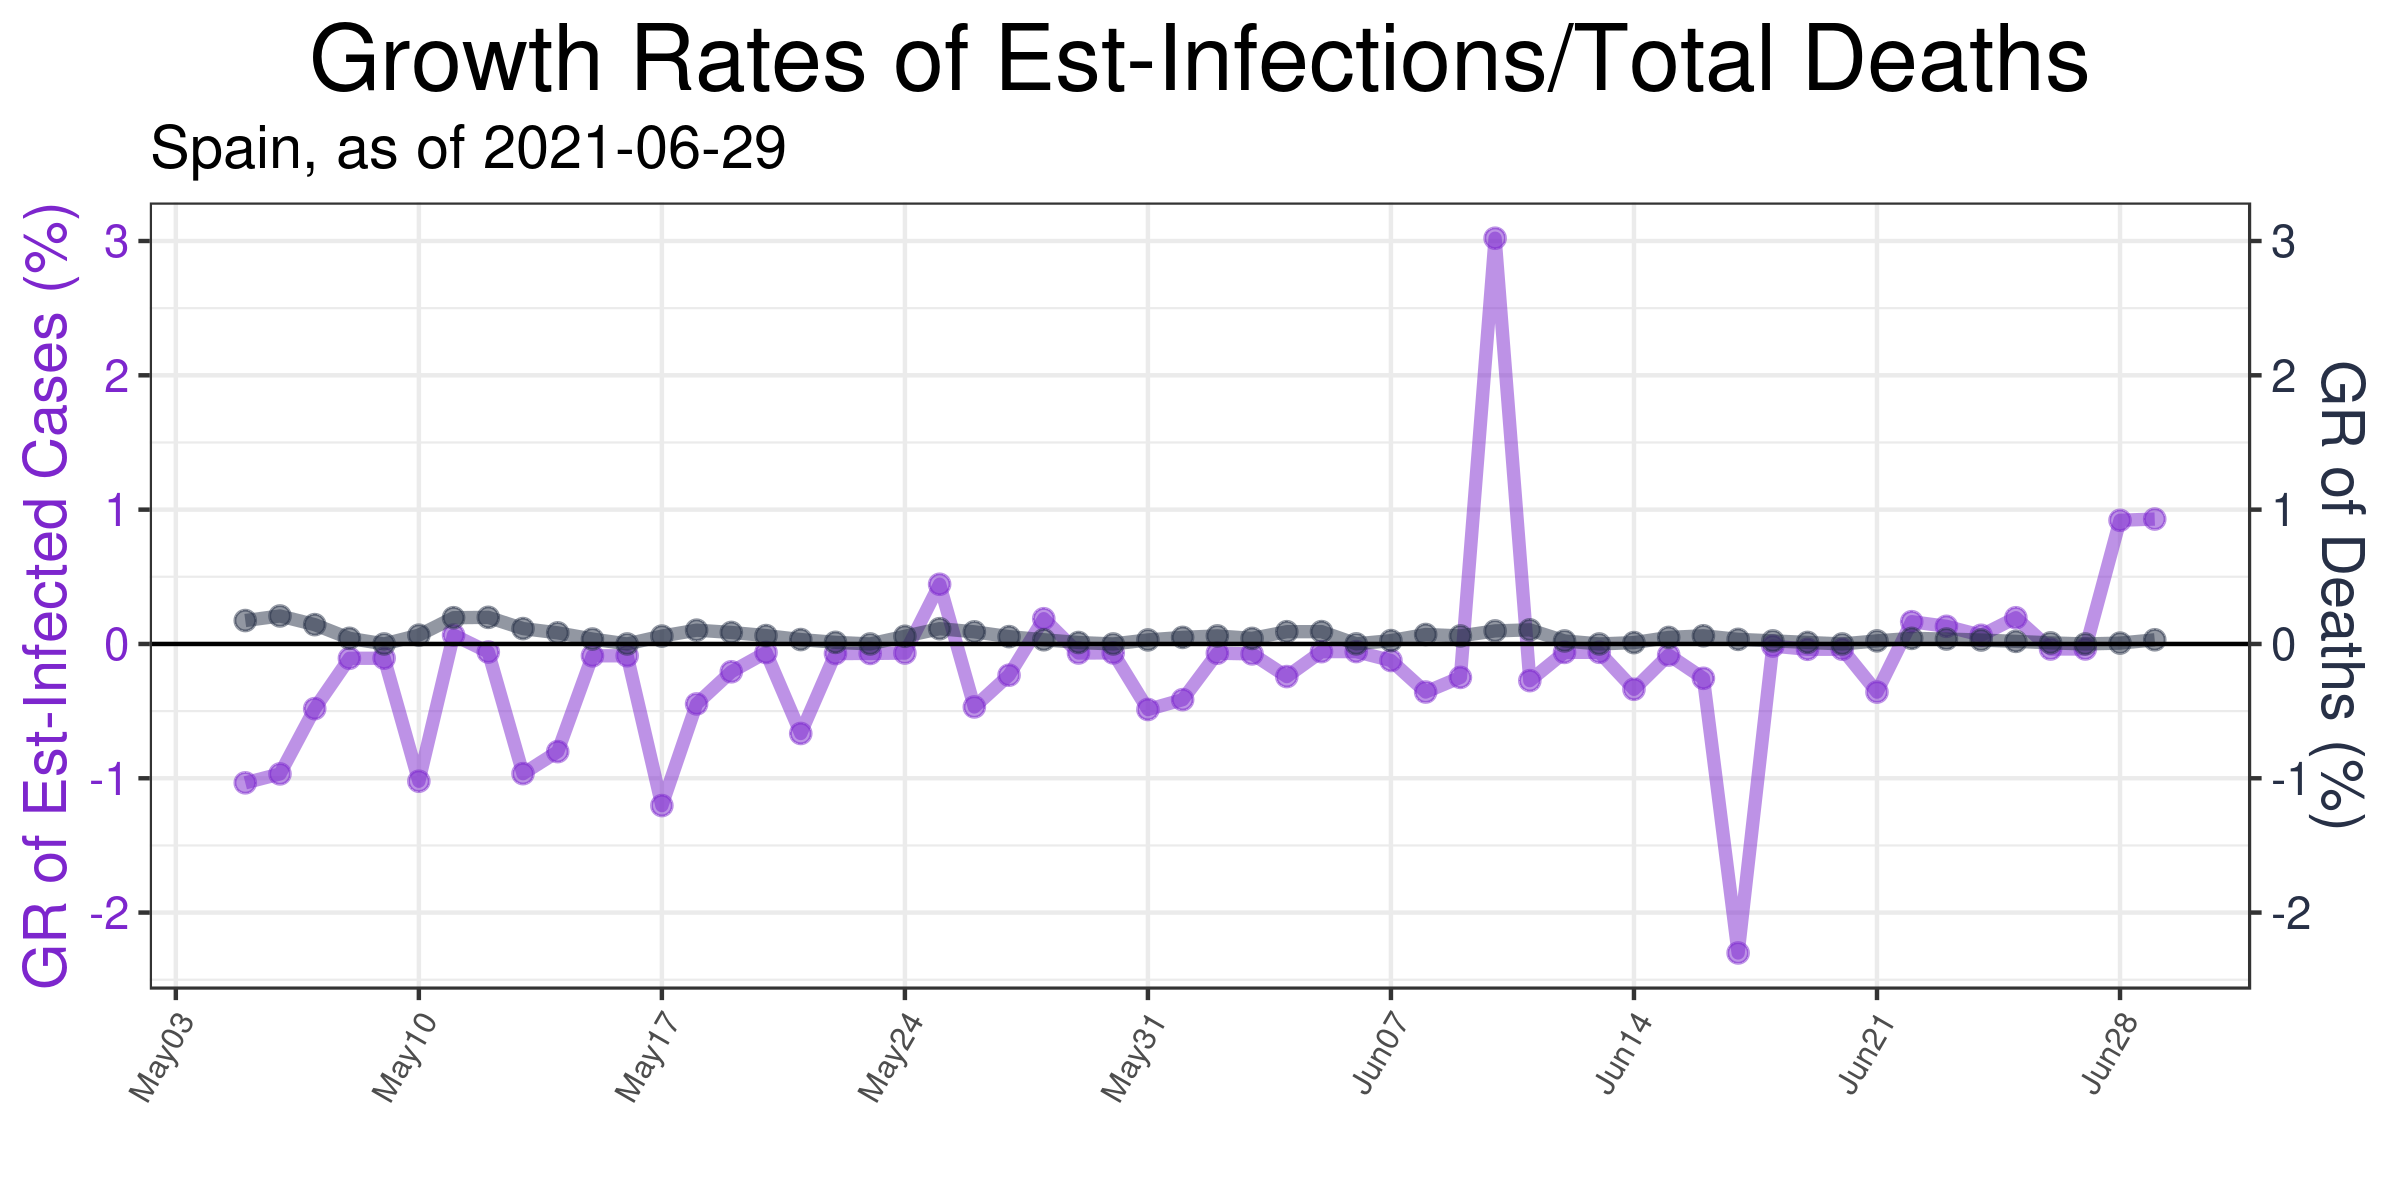 Growth Rates of Est-Infections/Total Deaths
Spain, as of 2021-06-29
GR of Est-Infected Cases (%)
3
2
1
0
-1
-2
3
2
1
0
-1
-2
GR of Deaths (%)
May03
May10
May17
May24
May31
Jun07
Jun14
Jun21
Jun28